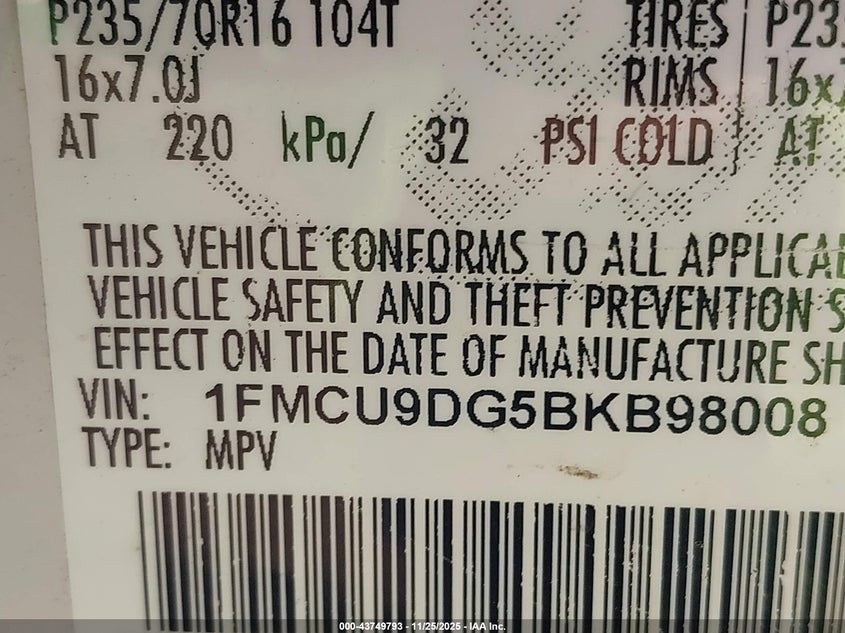 P235/70R16 104T TIRES P23
16x7.0J RIMS 16x7
AT 220 kPa/ 32 PSI COLD AT
THIS VEHICLE CONFORMS TO ALL APPLICA
VEHICLE SAFETY AND THEFT PREVENTION S
EFFECT ON THE DATE OF MANUFACTURE SH
VIN: 1FMCU9DG5BKB98008
TYPE: MPV
000-43749793 - 11/25/2025 - IAA Inc.